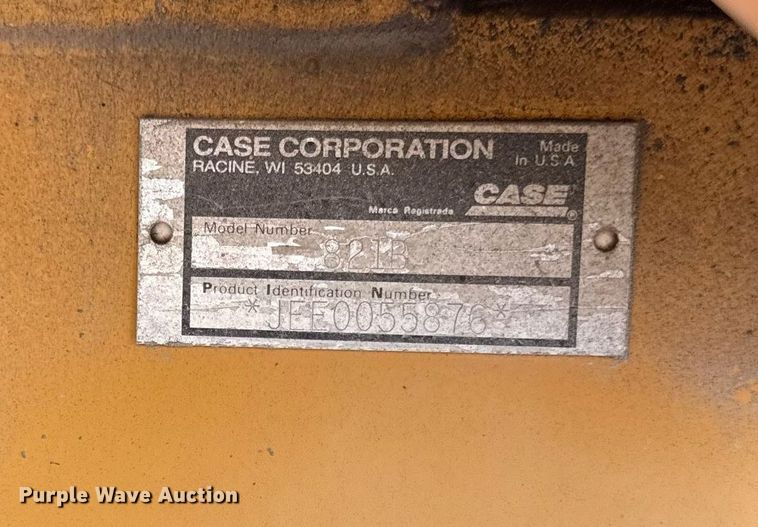 CASE CORPORATION
RACINE, WI 53404 U.S.A.
Made
in U.S.A
CASE
®
Marca Registrada
Model Number
821B
Product Identification Number
*JEE0055876*
Purple Wave Auction